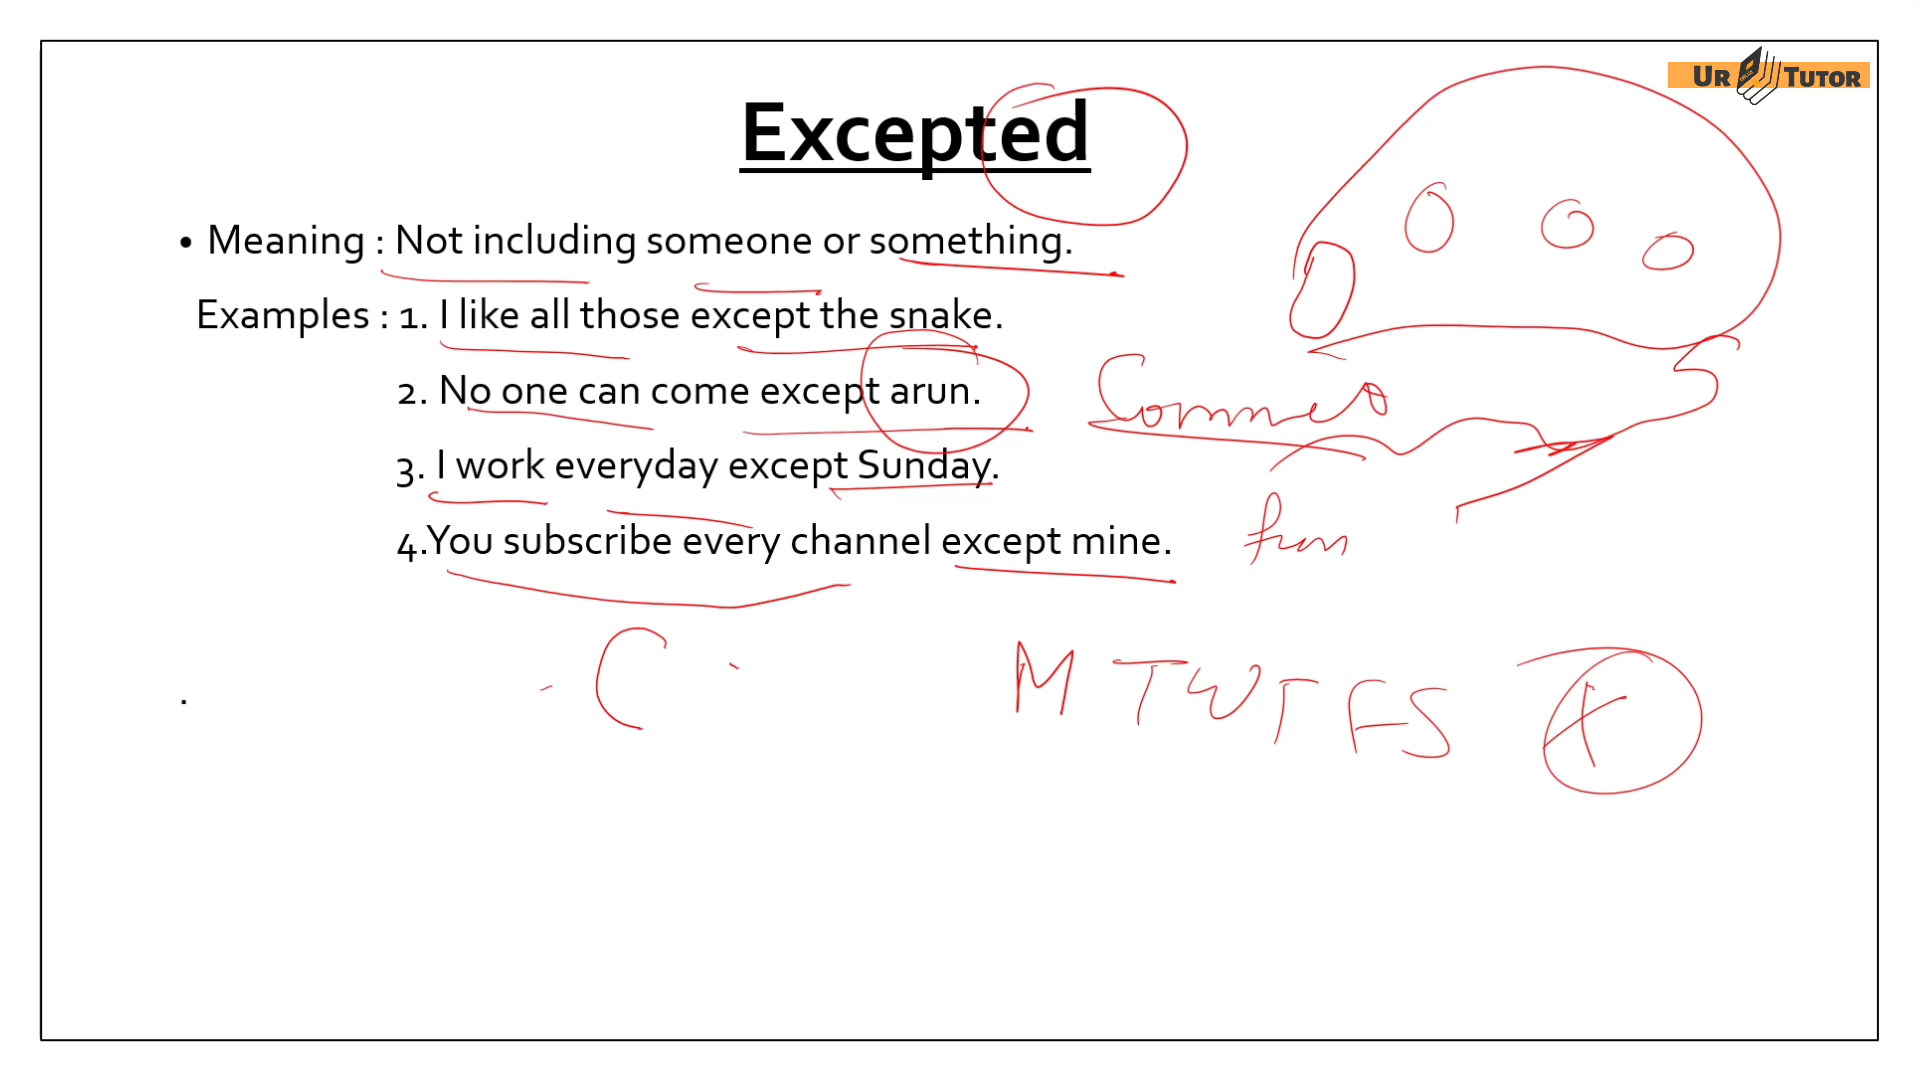 UR TUTOR
Excepted
• Meaning : Not including someone or something.
Examples : 1. I like all those except the snake.
2. No one can come except arun.
3. I work everyday except Sunday.
4.You subscribe every channel except mine.
M T W T F S
.